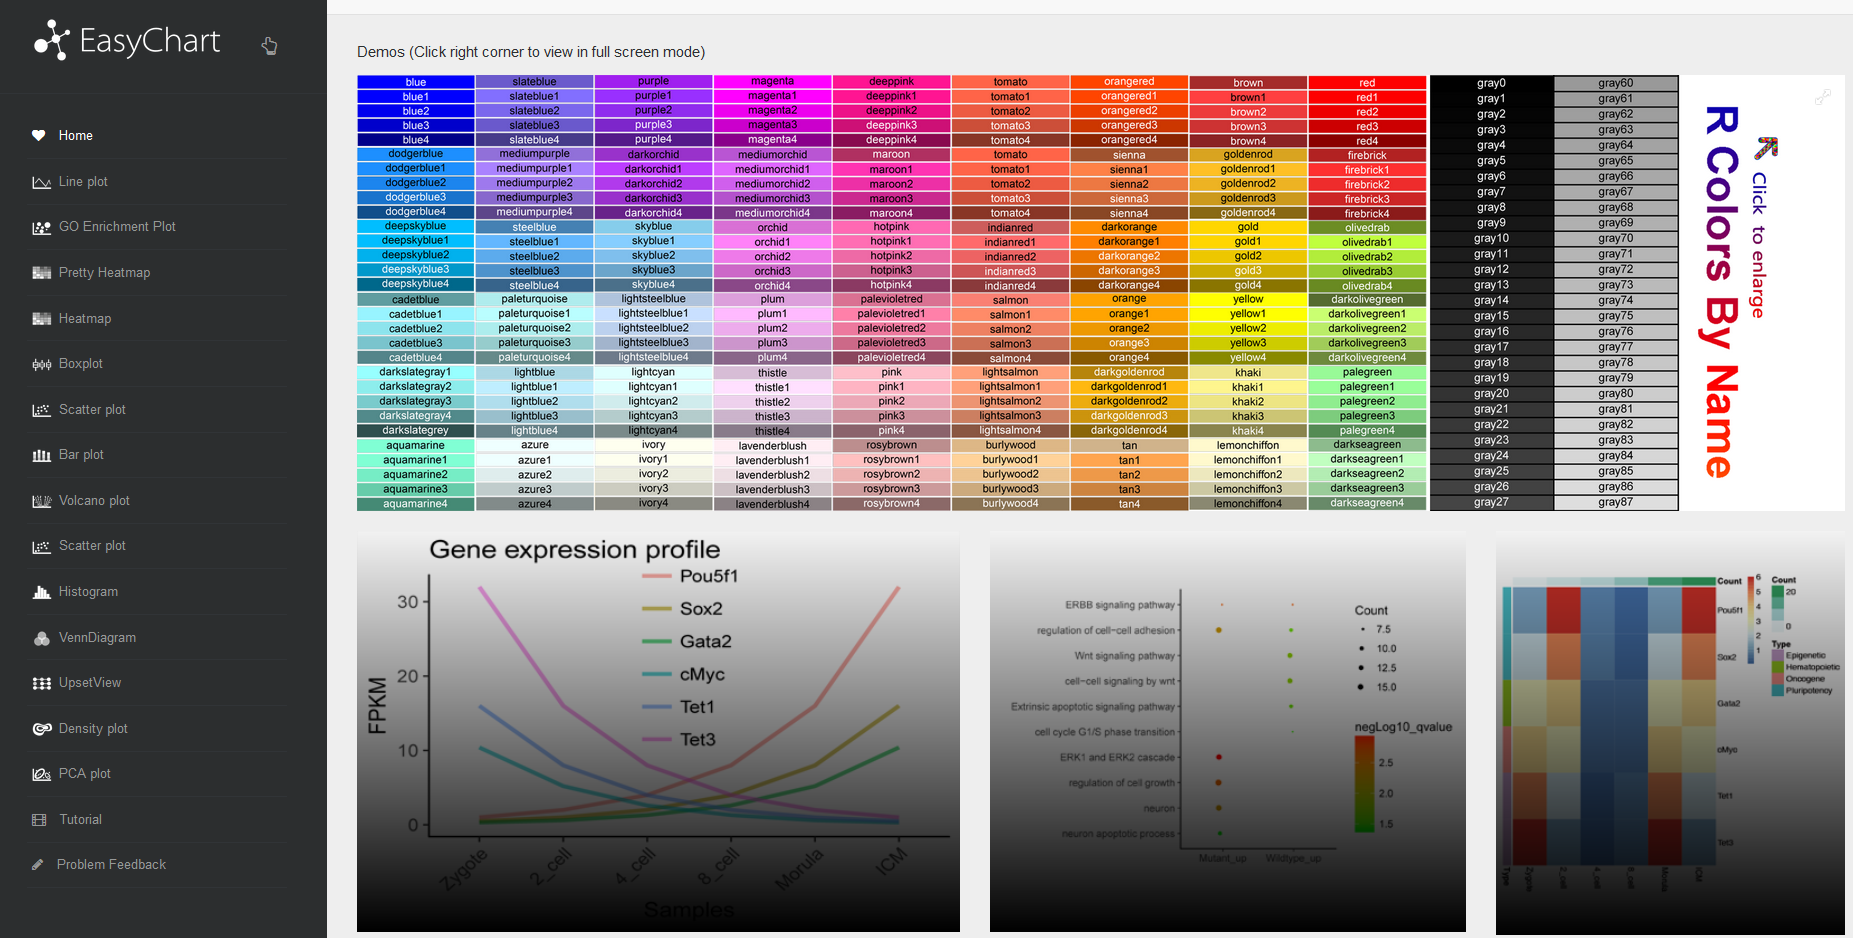 EasyChart
Home
Line plot
GO Enrichment Plot
Pretty Heatmap
Heatmap
Boxplot
Scatter plot
Bar plot
Volcano plot
Scatter plot
Histogram
VennDiagram
UpsetView
Density plot
PCA plot
Tutorial
Problem Feedback
Demos (Click right corner to view in full screen mode)
blue slateblue purple magenta deeppink tomato orangered brown red
blue1 slateblue1 purple1 magenta1 deeppink1 tomato1 orangered1 brown1 red1
blue2 slateblue2 purple2 magenta2 deeppink2 tomato2 orangered2 brown2 red2
blue3 slateblue3 purple3 magenta3 deeppink3 tomato3 orangered3 brown3 red3
blue4 slateblue4 purple4 magenta4 deeppink4 tomato4 orangered4 brown4 red4
dodgerblue mediumpurple darkorchid mediumorchid maroon tomato sienna goldenrod firebrick
dodgerblue1 mediumpurple1 darkorchid1 mediumorchid1 maroon1 tomato1 sienna1 goldenrod1 firebrick1
dodgerblue2 mediumpurple2 darkorchid2 mediumorchid2 maroon2 tomato2 sienna2 goldenrod2 firebrick2
dodgerblue3 mediumpurple3 darkorchid3 mediumorchid3 maroon3 tomato3 sienna3 goldenrod3 firebrick3
dodgerblue4 mediumpurple4 darkorchid4 mediumorchid4 maroon4 tomato4 sienna4 goldenrod4 firebrick4
deepskyblue steelblue skyblue orchid hotpink indianred darkorange gold olivedrab
deepskyblue1 steelblue1 skyblue1 orchid1 hotpink1 indianred1 darkorange1 gold1 olivedrab1
deepskyblue2 steelblue2 skyblue2 orchid2 hotpink2 indianred2 darkorange2 gold2 olivedrab2
deepskyblue3 steelblue3 skyblue3 orchid3 hotpink3 indianred3 darkorange3 gold3 olivedrab3
deepskyblue4 steelblue4 skyblue4 orchid4 hotpink4 indianred4 darkorange4 gold4 olivedrab4
cadetblue paleturquoise lightsteelblue plum palevioletred salmon orange yellow darkolivegreen
cadetblue1 paleturquoise1 lightsteelblue1 plum1 palevioletred1 salmon1 orange1 yellow1 darkolivegreen1
cadetblue2 paleturquoise2 lightsteelblue2 plum2 palevioletred2 salmon2 orange2 yellow2 darkolivegreen2
cadetblue3 paleturquoise3 lightsteelblue3 plum3 palevioletred3 salmon3 orange3 yellow3 darkolivegreen3
cadetblue4 paleturquoise4 lightsteelblue4 plum4 palevioletred4 salmon4 orange4 yellow4 darkolivegreen4
darkslategray1 lightblue lightcyan thistle pink lightsalmon darkgoldenrod khaki palegreen
darkslategray2 lightblue1 lightcyan1 thistle1 pink1 lightsalmon1 darkgoldenrod1 khaki1 palegreen1
darkslategray3 lightblue2 lightcyan2 thistle2 pink2 lightsalmon2 darkgoldenrod2 khaki2 palegreen2
darkslategray4 lightblue3 lightcyan3 thistle3 pink3 lightsalmon3 darkgoldenrod3 khaki3 palegreen3
darkslategrey lightblue4 lightcyan4 thistle4 pink4 lightsalmon4 darkgoldenrod4 khaki4 palegreen4
aquamarine azure ivory lavenderblush rosybrown burlywood tan lemonchiffon darkseagreen
aquamarine1 azure1 ivory1 lavenderblush1 rosybrown1 burlywood1 tan1 lemonchiffon1 darkseagreen1
aquamarine2 azure2 ivory2 lavenderblush2 rosybrown2 burlywood2 tan2 lemonchiffon2 darkseagreen2
aquamarine3 azure3 ivory3 lavenderblush3 rosybrown3 burlywood3 tan3 lemonchiffon3 darkseagreen3
aquamarine4 azure4 ivory4 lavenderblush4 rosybrown4 burlywood4 tan4 lemonchiffon4 darkseagreen4
gray0 gray60
gray1 gray61
gray2 gray62
gray3 gray63
gray4 gray64
gray5 gray65
gray6 gray66
gray7 gray67
gray8 gray68
gray9 gray69
gray10 gray70
gray11 gray71
gray12 gray72
gray13 gray73
gray14 gray74
gray15 gray75
gray16 gray76
gray17 gray77
gray18 gray78
gray19 gray79
gray20 gray80
gray21 gray81
gray22 gray82
gray23 gray83
gray24 gray84
gray25 gray85
gray26 gray86
gray27 gray87
Click to enlarge
R Colors By Name
Gene expression profile
Pou5f1
Sox2
Gata2
cMyc
Tet1
Tet3
FPKM
30
20
10
0
Zygote 2_cell 4_cell 8_cell Morula ICM
Samples
ERBB signaling pathway
regulation of cell-cell adhesion
Wnt signaling pathway
cell-cell signaling by wnt
Extrinsic apoptotic signaling pathway
cell cycle G1/S phase transition
ERK1 and ERK2 cascade
regulation of cell growth
neuron
neuron apoptotic process
Mutant_up Wildtype_up
Count
7.5
10.0
12.5
15.0
negLog10_qvalue
2.5
2.0
1.5
Count
Pou5f1
Sox2
Gata2
cMyc
Tet1
Tet3
6
5
4
3
2
1
Count
20
0
Type
Epigenetic
Hematopoietic
Oncogene
Pluripotency
Type Zygote 2_cell 4_cell 8_cell Morula ICM